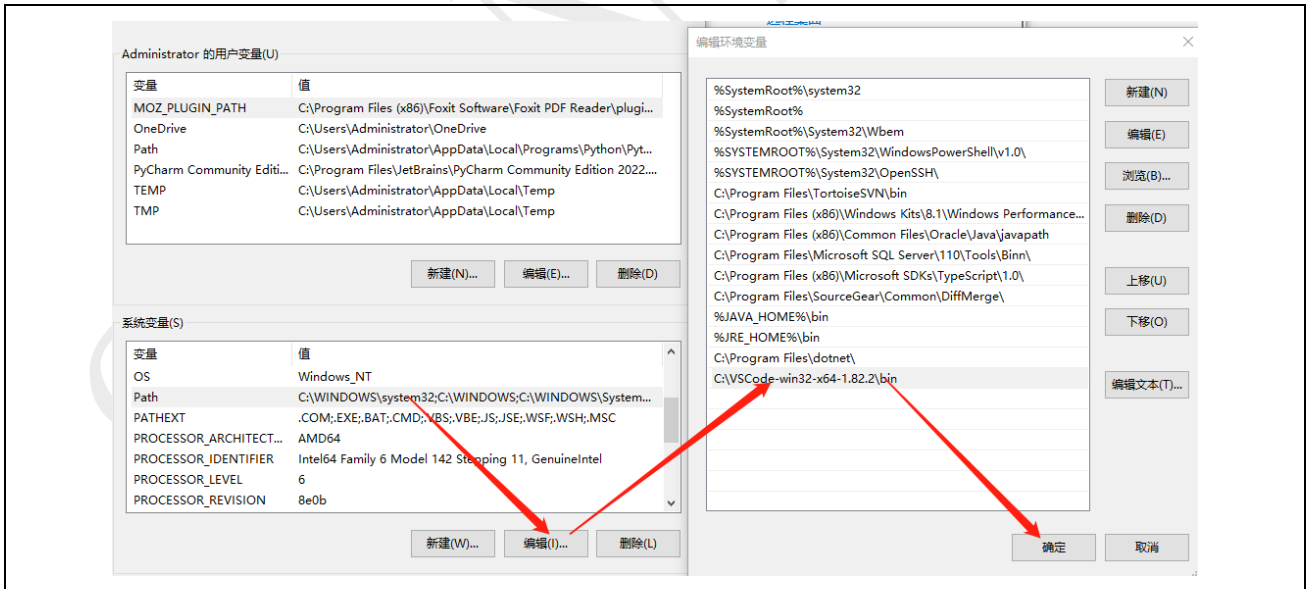 Administrator 的用户变量(U)
变量 值
MOZ_PLUGIN_PATH C:\Program Files (x86)\Foxit Software\Foxit PDF Reader\plugi...
OneDrive C:\Users\Administrator\OneDrive
Path C:\Users\Administrator\AppData\Local\Programs\Python\Pyt...
PyCharm Community Editi... C:\Program Files\JetBrains\PyCharm Community Edition 2022....
TEMP C:\Users\Administrator\AppData\Local\Temp
TMP C:\Users\Administrator\AppData\Local\Temp
新建(N)... 编辑(E)... 删除(D)
系统变量(S)
变量 值
OS Windows_NT
Path C:\WINDOWS\system32;C:\WINDOWS;C:\WINDOWS\System...
PATHEXT .COM;.EXE;.BAT;.CMD;.VBS;.VBE;.JS;.JSE;.WSF;.WSH;.MSC
PROCESSOR_ARCHITECT... AMD64
PROCESSOR_IDENTIFIER Intel64 Family 6 Model 142 Stepping 11, GenuineIntel
PROCESSOR_LEVEL 6
PROCESSOR_REVISION 8e0b
新建(W)... 编辑(I)... 删除(L)
编辑环境变量
%SystemRoot%\system32
%SystemRoot%
%SystemRoot%\System32\Wbem
%SYSTEMROOT%\System32\WindowsPowerShell\v1.0\
%SYSTEMROOT%\System32\OpenSSH\
C:\Program Files\TortoiseSVN\bin
C:\Program Files (x86)\Windows Kits\8.1\Windows Performance...
C:\Program Files (x86)\Common Files\Oracle\Java\javapath
C:\Program Files\Microsoft SQL Server\110\Tools\Binn\
C:\Program Files (x86)\Microsoft SDKs\TypeScript\1.0\
C:\Program Files\SourceGear\Common\DiffMerge\
%JAVA_HOME%\bin
%JRE_HOME%\bin
C:\Program Files\dotnet\
C:\VSCode-win32-x64-1.82.2\bin
新建(N)
编辑(E)
浏览(B)...
删除(D)
上移(U)
下移(O)
编辑文本(T)...
确定 取消